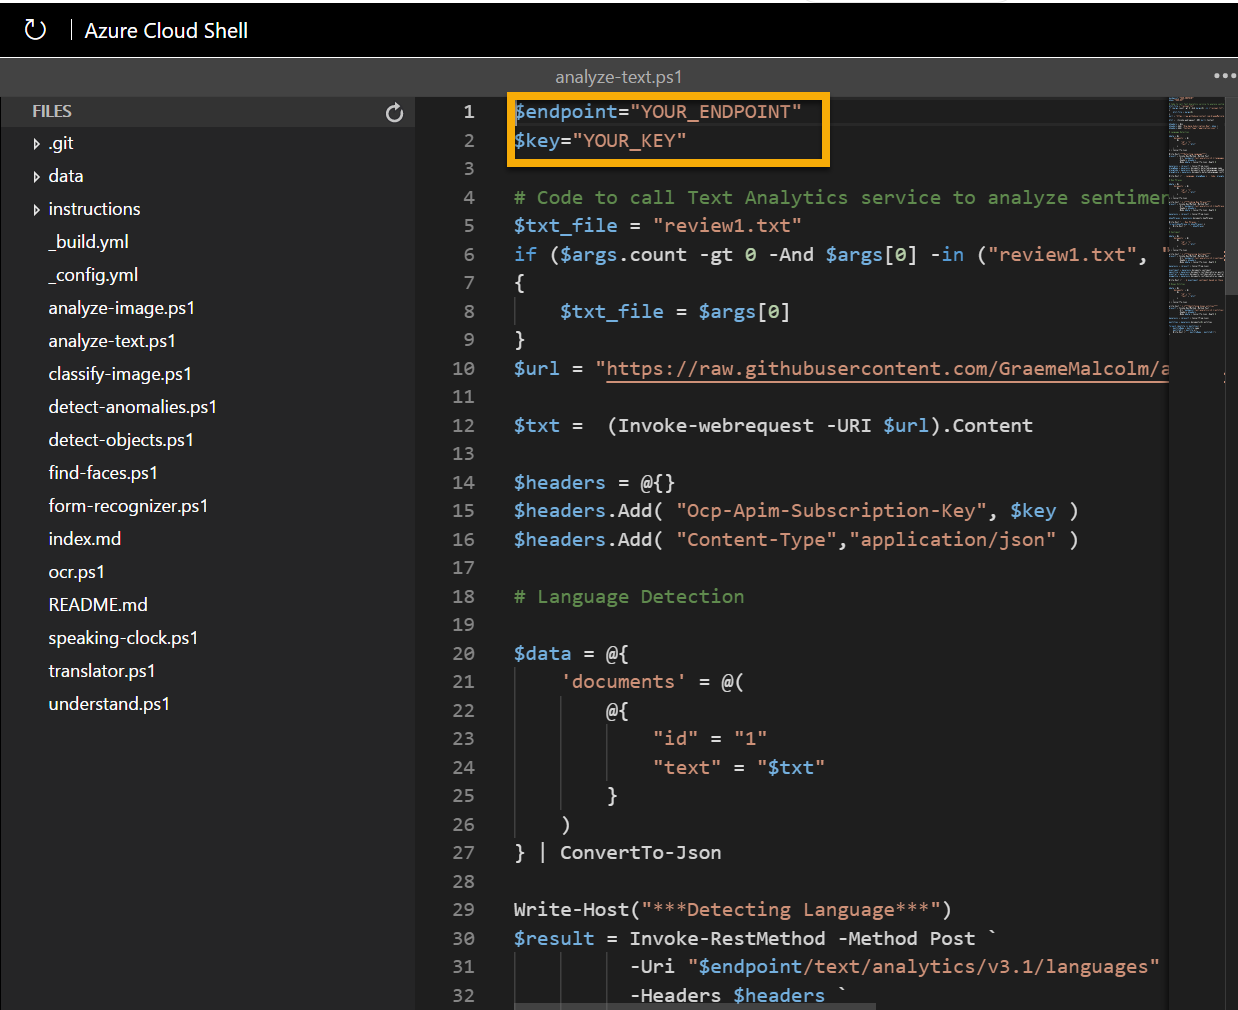 Azure Cloud Shell
analyze-text.ps1
FILES
.git
data
instructions
_build.yml
_config.yml
analyze-image.ps1
analyze-text.ps1
classify-image.ps1
detect-anomalies.ps1
detect-objects.ps1
find-faces.ps1
form-recognizer.ps1
index.md
ocr.ps1
README.md
speaking-clock.ps1
translator.ps1
understand.ps1
1 $endpoint="YOUR_ENDPOINT"
2 $key="YOUR_KEY"
3
4 # Code to call Text Analytics service to analyze sentimen
5 $txt_file = "review1.txt"
6 if ($args.count -gt 0 -And $args[0] -in ("review1.txt", "
7 {
8 $txt_file = $args[0]
9 }
10 $url = "https://raw.githubusercontent.com/GraemeMalcolm/a
11
12 $txt = (Invoke-webrequest -URI $url).Content
13
14 $headers = @{}
15 $headers.Add( "Ocp-Apim-Subscription-Key", $key )
16 $headers.Add( "Content-Type","application/json" )
17
18 # Language Detection
19
20 $data = @{
21 'documents' = @(
22 @{
23 "id" = "1"
24 "text" = "$txt"
25 }
26 )
27 } | ConvertTo-Json
28
29 Write-Host("***Detecting Language***")
30 $result = Invoke-RestMethod -Method Post `
31 -Uri "$endpoint/text/analytics/v3.1/languages"
32 -Headers $headers `